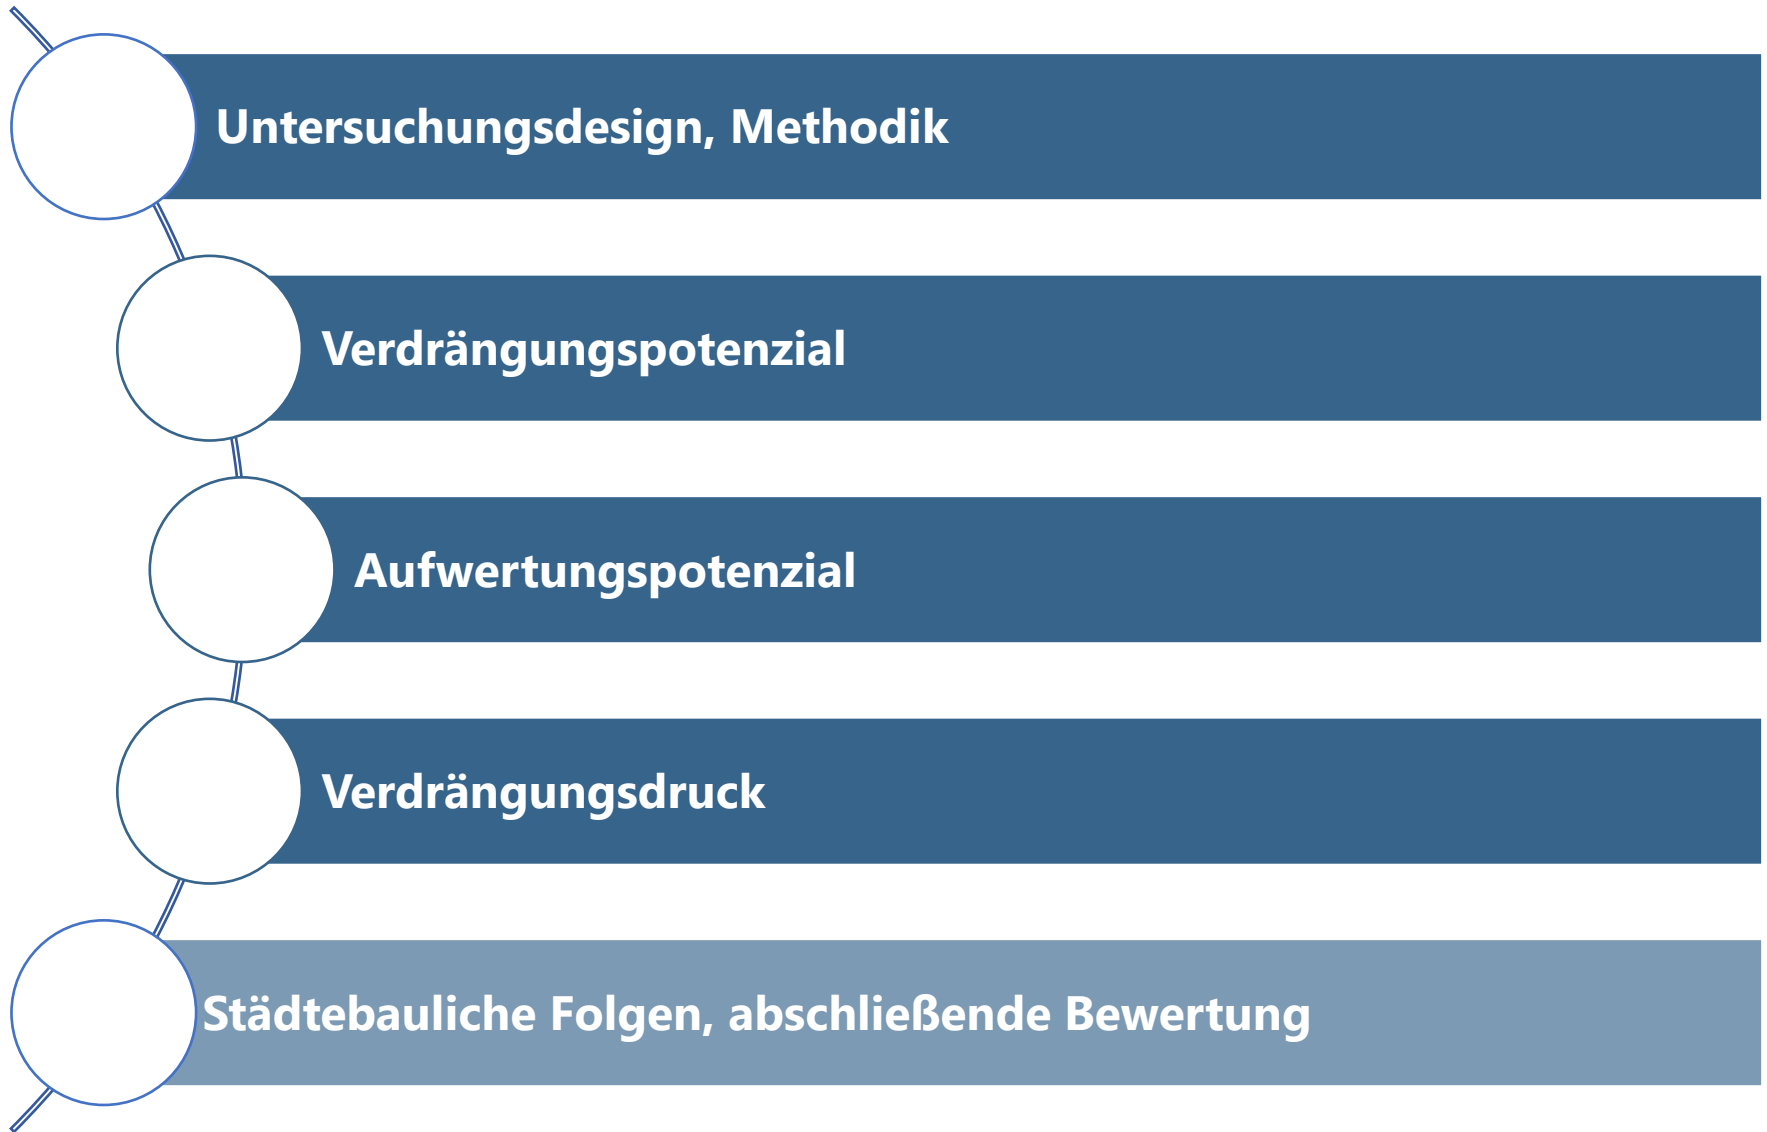 Untersuchungsdesign, Methodik
Verdrängungspotenzial
Aufwertungspotenzial
Verdrängungsdruck
Städtebauliche Folgen, abschließende Bewertung